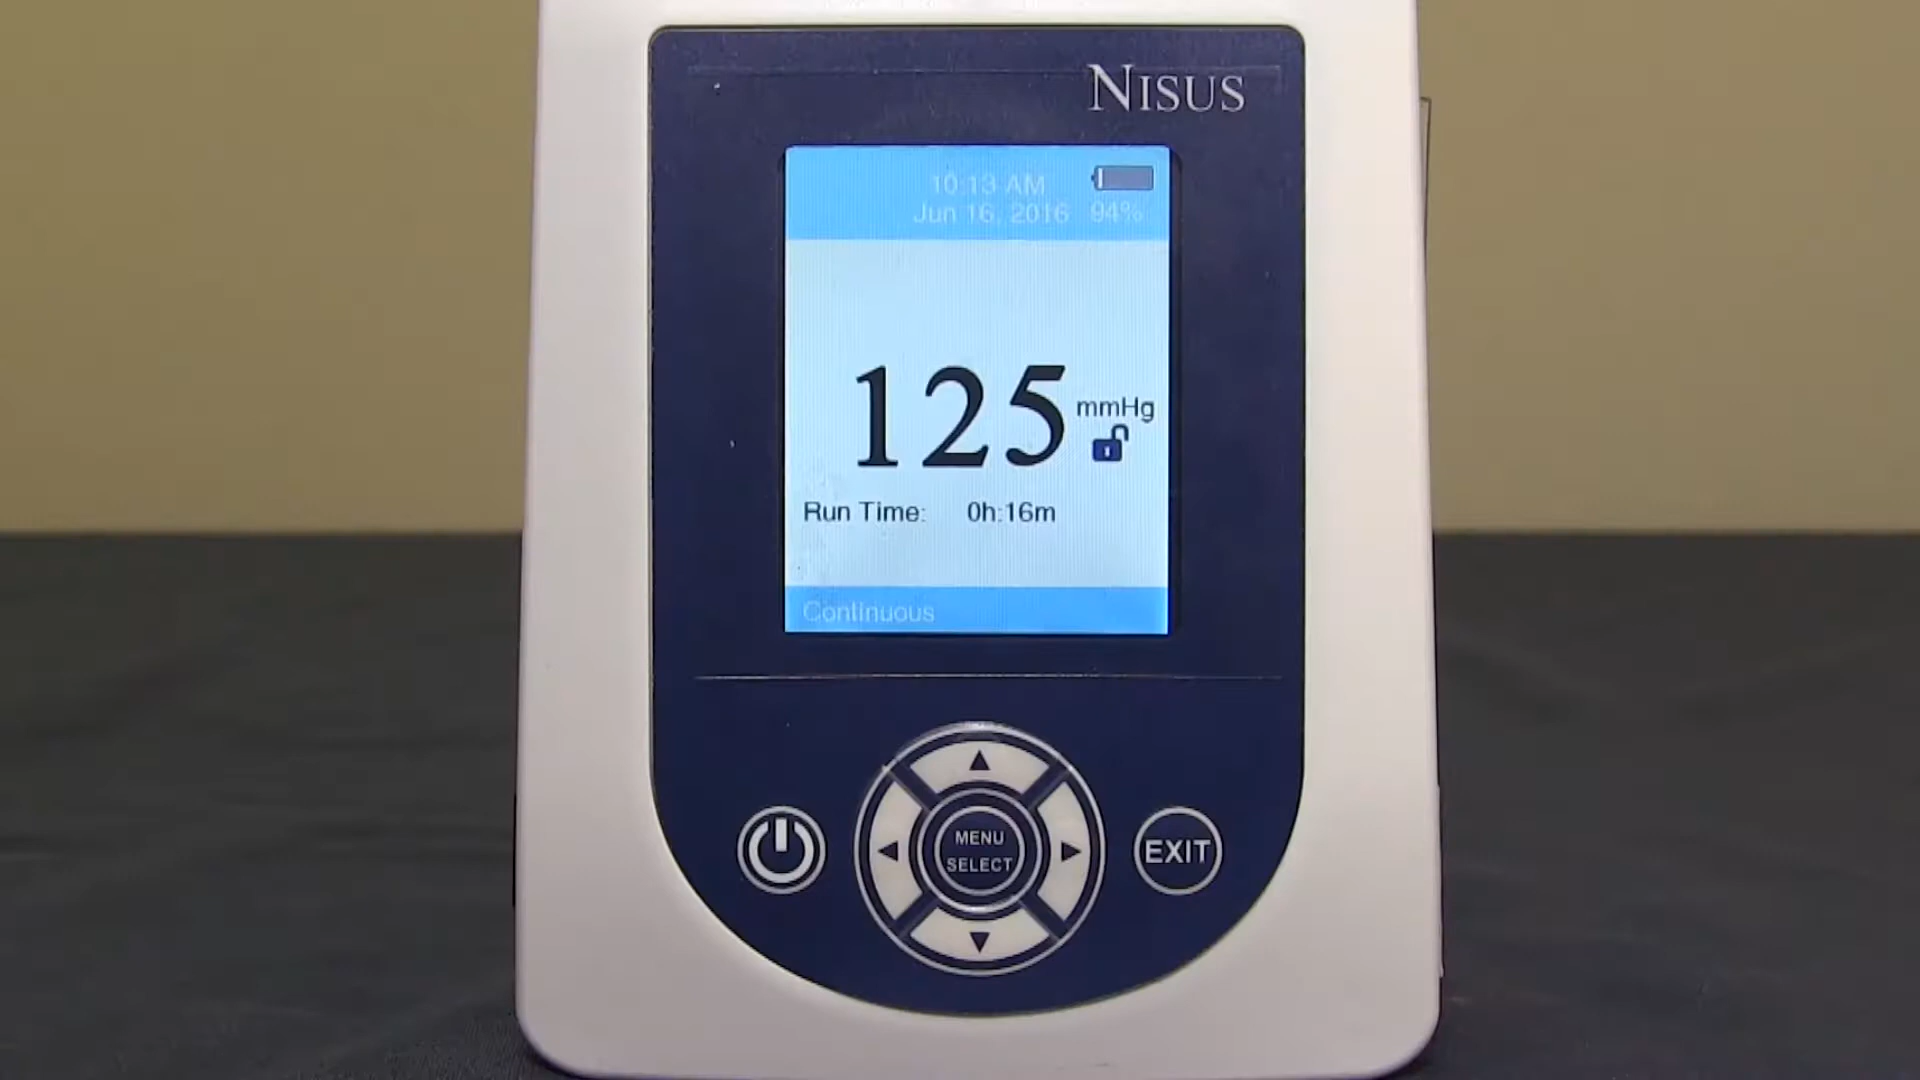 NISUS
10:13 AM
Jun 16, 2016 94%
125 mmHg
Run Time: 0h:16m
Continuous
MENU
SELECT
EXIT